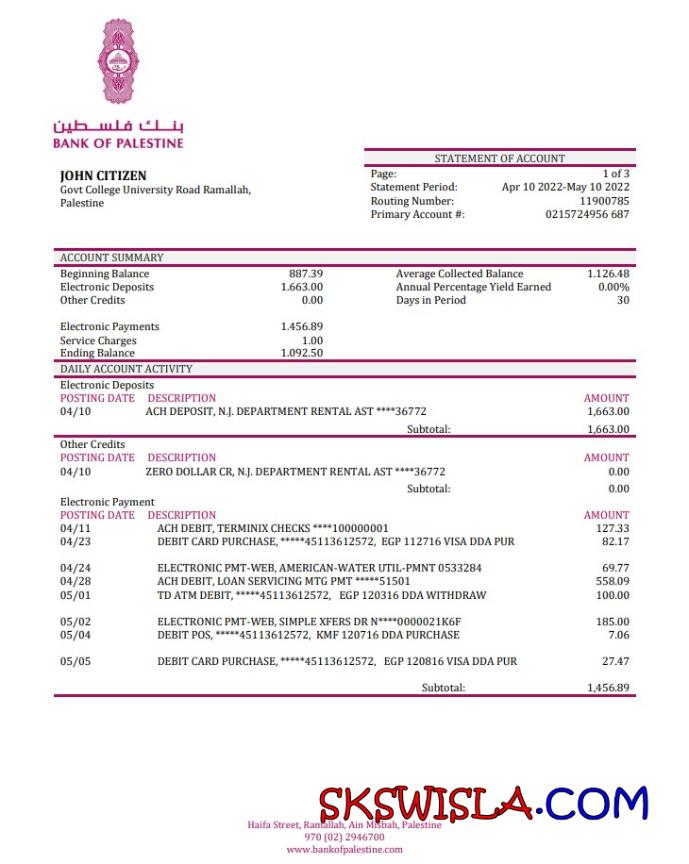 بنك فلسطين
BANK OF PALESTINE
JOHN CITIZEN
Govt College University Road Ramallah,
Palestine
STATEMENT OF ACCOUNT
Page: 1 of 3
Statement Period: Apr 10 2022-May 10 2022
Routing Number: 11900785
Primary Account #: 0215724956 687
ACCOUNT SUMMARY
Beginning Balance 887.39 Average Collected Balance 1.126.48
Electronic Deposits 1.663.00 Annual Percentage Yield Earned 0.00%
Other Credits 0.00 Days in Period 30
Electronic Payments 1.456.89
Service Charges 1.00
Ending Balance 1.092.50
DAILY ACCOUNT ACTIVITY
Electronic Deposits
POSTING DATE DESCRIPTION AMOUNT
04/10 ACH DEPOSIT, N.J. DEPARTMENT RENTAL AST ****36772 1,663.00
Subtotal: 1,663.00
Other Credits
POSTING DATE DESCRIPTION AMOUNT
04/10 ZERO DOLLAR CR, N.J. DEPARTMENT RENTAL AST ****36772 0.00
Subtotal: 0.00
Electronic Payment
POSTING DATE DESCRIPTION AMOUNT
04/11 ACH DEBIT, TERMINIX CHECKS ****100000001 127.33
04/23 DEBIT CARD PURCHASE, *****45113612572, EGP 112716 VISA DDA PUR 82.17
04/24 ELECTRONIC PMT-WEB, AMERICAN-WATER UTIL-PMNT 0533284 69.77
04/28 ACH DEBIT, LOAN SERVICING MTG PMT *****51501 558.09
05/01 TD ATM DEBIT, *****45113612572, EGP 120316 DDA WITHDRAW 100.00
05/02 ELECTRONIC PMT-WEB, SIMPLE XFERS DR N****0000021K6F 185.00
05/04 DEBIT POS, *****45113612572, KMF 120716 DDA PURCHASE 7.06
05/05 DEBIT CARD PURCHASE, *****45113612572, EGP 120816 VISA DDA PUR 27.47
Subtotal: 1,456.89
SKSWISLA.COM
Haifa Street, Ramallah, Ain Misbah, Palestine
970 (02) 2946700
www.bankofpalestine.com